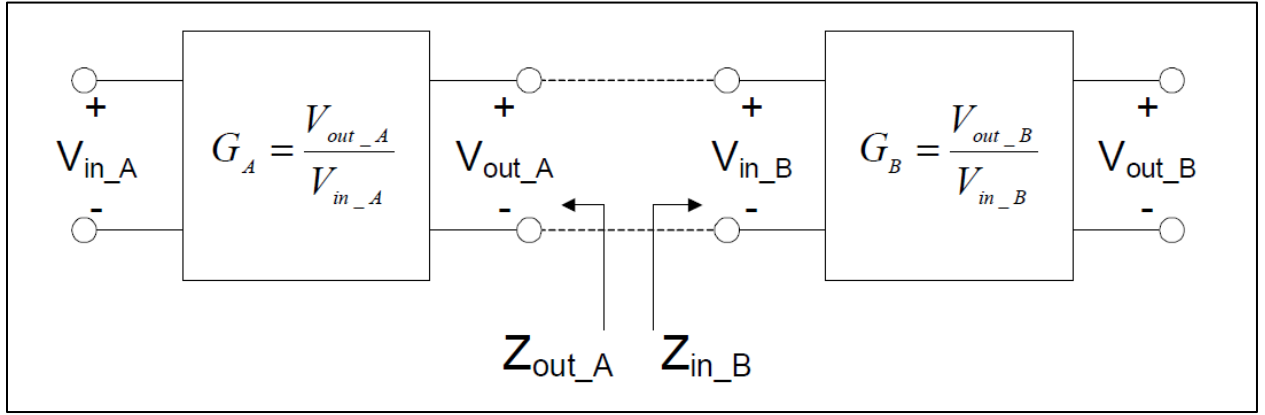 + + + +
V_in_A G_A = V_out_A / V_in_A V_out_A V_in_B G_B = V_out_B / V_in_B V_out_B
- - - -
Z_out_A Z_in_B